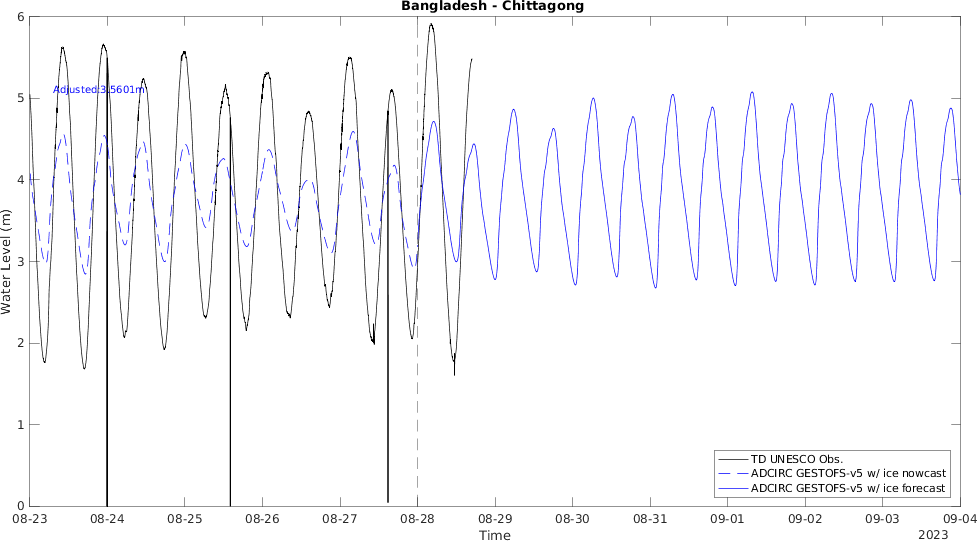 Bangladesh - Chittagong
6
5
4
3
2
1
0
Water Level (m)
Adjusted:3.5601m
TD UNESCO Obs.
ADCIRC GESTOFS-v5 w/ ice nowcast
ADCIRC GESTOFS-v5 w/ ice forecast
08-23 08-24 08-25 08-26 08-27 08-28 08-29 08-30 08-31 09-01 09-02 09-03 09-04
Time
2023